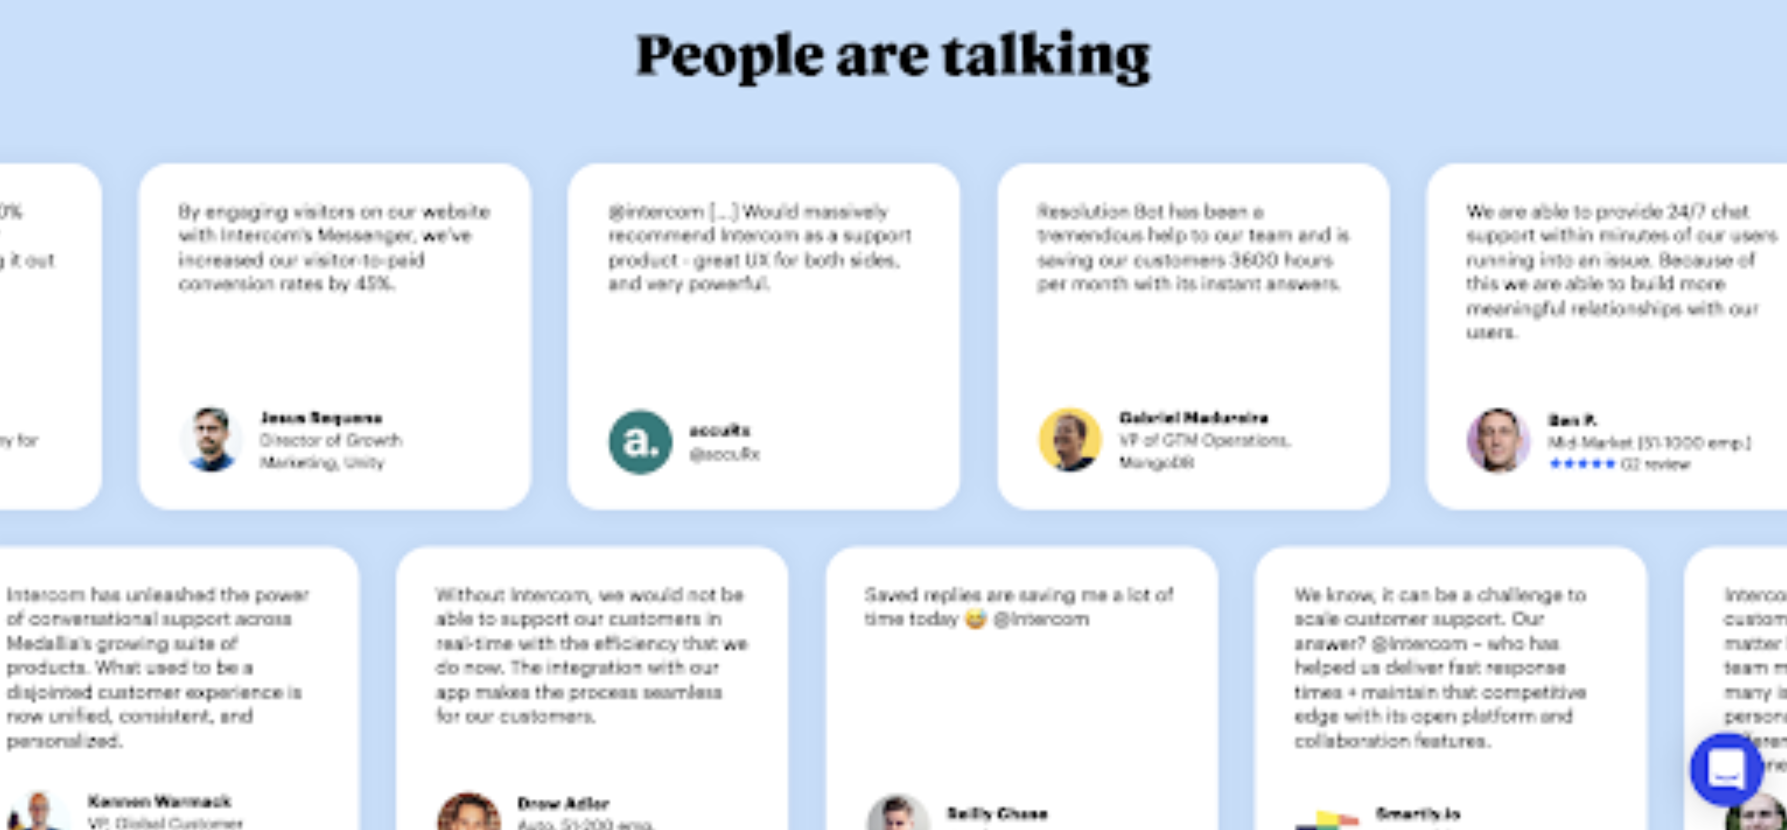 People are talking
0%
g it out
ny for
By engaging visitors on our website
with Intercom's Messenger, we've
increased our visitor-to-paid
conversion rates by 45%.
Jesus Requena
Director of Growth
Marketing, Unity
@intercom [...] Would massively
recommend Intercom as a support
product - great UX for both sides,
and very powerful.
a.
accuRx
@accuRx
Resolution Bot has been a
tremendous help to our team and is
saving our customers 3600 hours
per month with its instant answers.
Gabriel Madureira
VP of GTM Operations,
MongoDB
We are able to provide 24/7 chat
support within minutes of our users
running into an issue. Because of
this we are able to build more
meaningful relationships with our
users.
Ben P.
Mid-Market (51-1000 emp.)
★★★★★ G2 review
Intercom has unleashed the power
of conversational support across
Medallia's growing suite of
products. What used to be a
disjointed customer experience is
now unified, consistent, and
personalized.
Kennen Warmack
VP, Global Customer
Without Intercom, we would not be
able to support our customers in
real-time with the efficiency that we
do now. The integration with our
app makes the process seamless
for our customers.
Drew Adler
Auto, 51-200 emp.
Saved replies are saving me a lot of
time today 😅 @Intercom
Reilly Chase
We know, it can be a challenge to
scale customer support. Our
answer? @Intercom – who has
helped us deliver fast response
times + maintain that competitive
edge with its open platform and
collaboration features.
Smartly.io
Interco
custom
matter
team m
many is
person